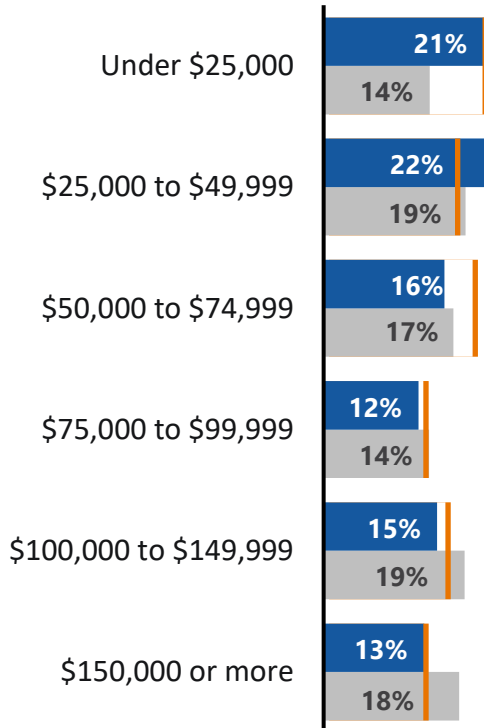 Under $25,000
21%
14%
$25,000 to $49,999
22%
19%
$50,000 to $74,999
16%
17%
$75,000 to $99,999
12%
14%
$100,000 to $149,999
15%
19%
$150,000 or more
13%
18%